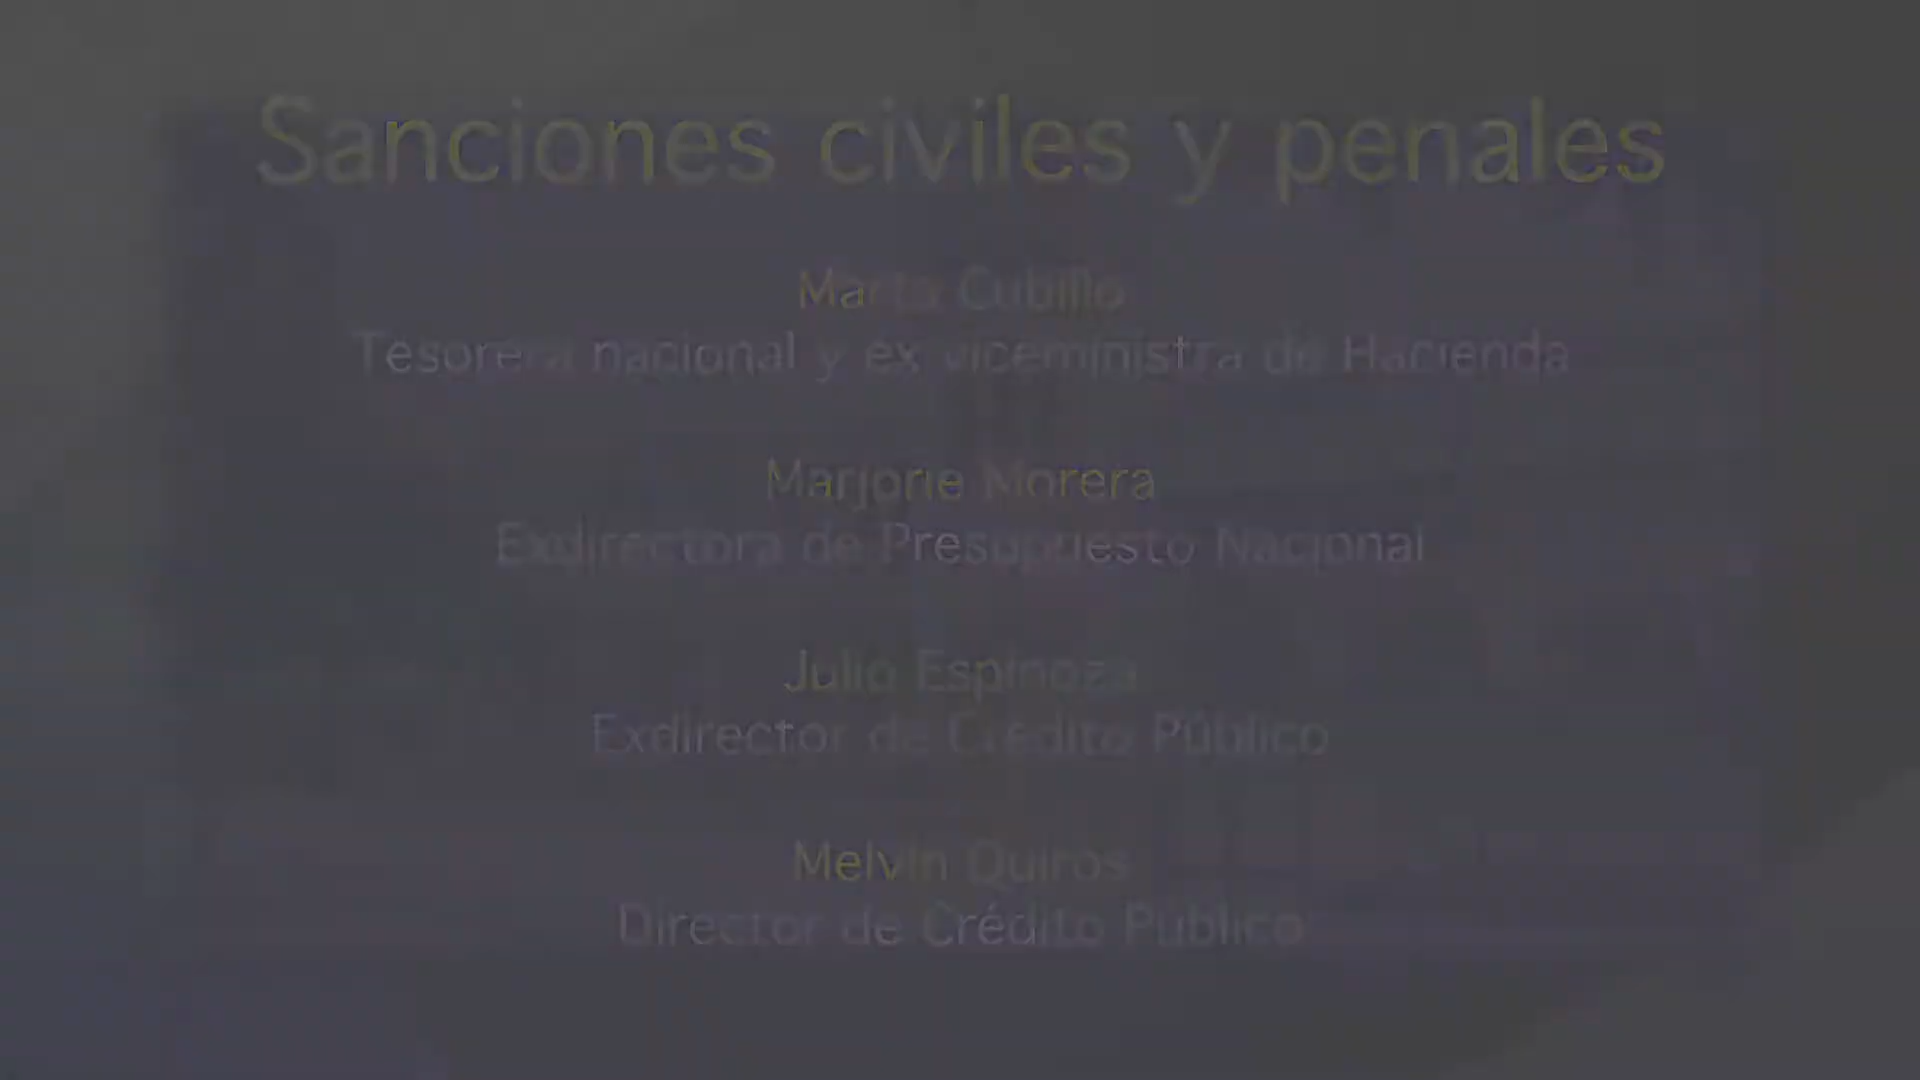 Sanciones civiles y penales
Marta Cubillo
Tesorera nacional y ex viceministra de Hacienda
Marjorie Morera
Exdirectora de Presupuesto Nacional
Julio Espinoza
Exdirector de Crédito Público
Melvin Quiros
Director de Crédito Público